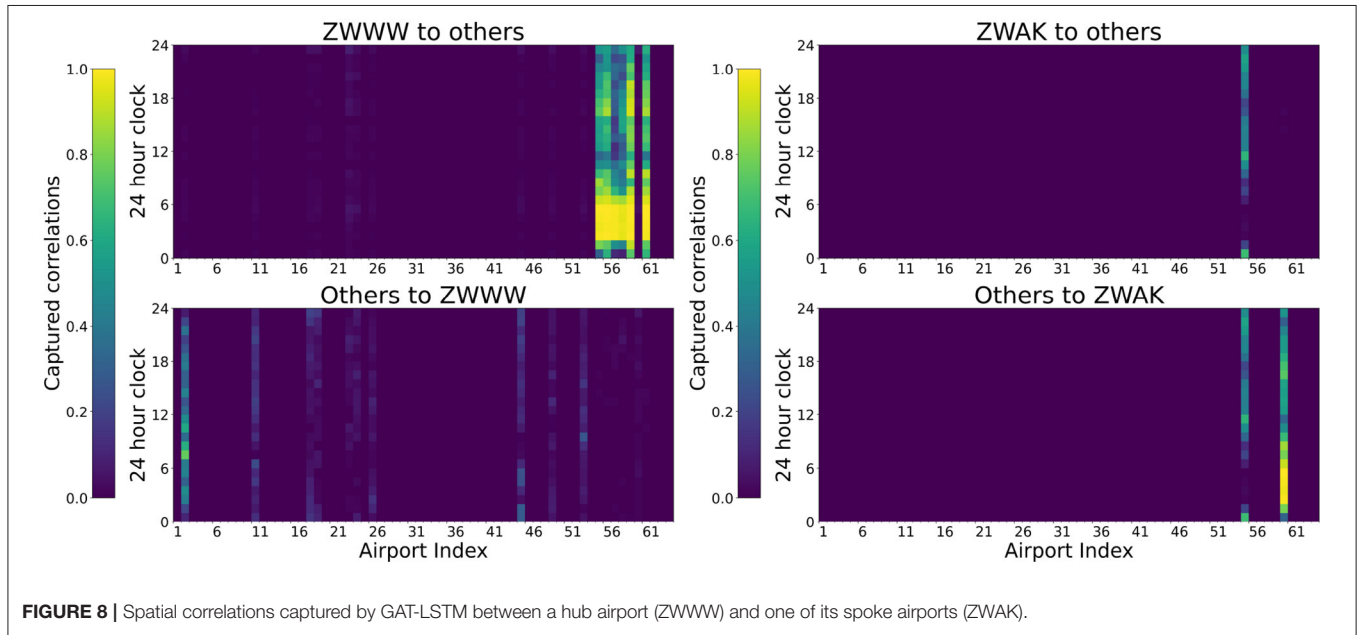 ZWWW to others
24
18
12
6
0
1 6 11 16 21 26 31 36 41 46 51 56 61
24 hour clock
1.0
0.8
0.6
0.4
0.2
0.0
Captured correlations
Others to ZWWW
24
18
12
6
0
1 6 11 16 21 26 31 36 41 46 51 56 61
24 hour clock
Airport Index
ZWAK to others
24
18
12
6
0
1 6 11 16 21 26 31 36 41 46 51 56 61
24 hour clock
1.0
0.8
0.6
0.4
0.2
0.0
Captured correlations
Others to ZWAK
24
18
12
6
0
1 6 11 16 21 26 31 36 41 46 51 56 61
24 hour clock
Airport Index
FIGURE 8 | Spatial correlations captured by GAT-LSTM between a hub airport (ZWWW) and one of its spoke airports (ZWAK).